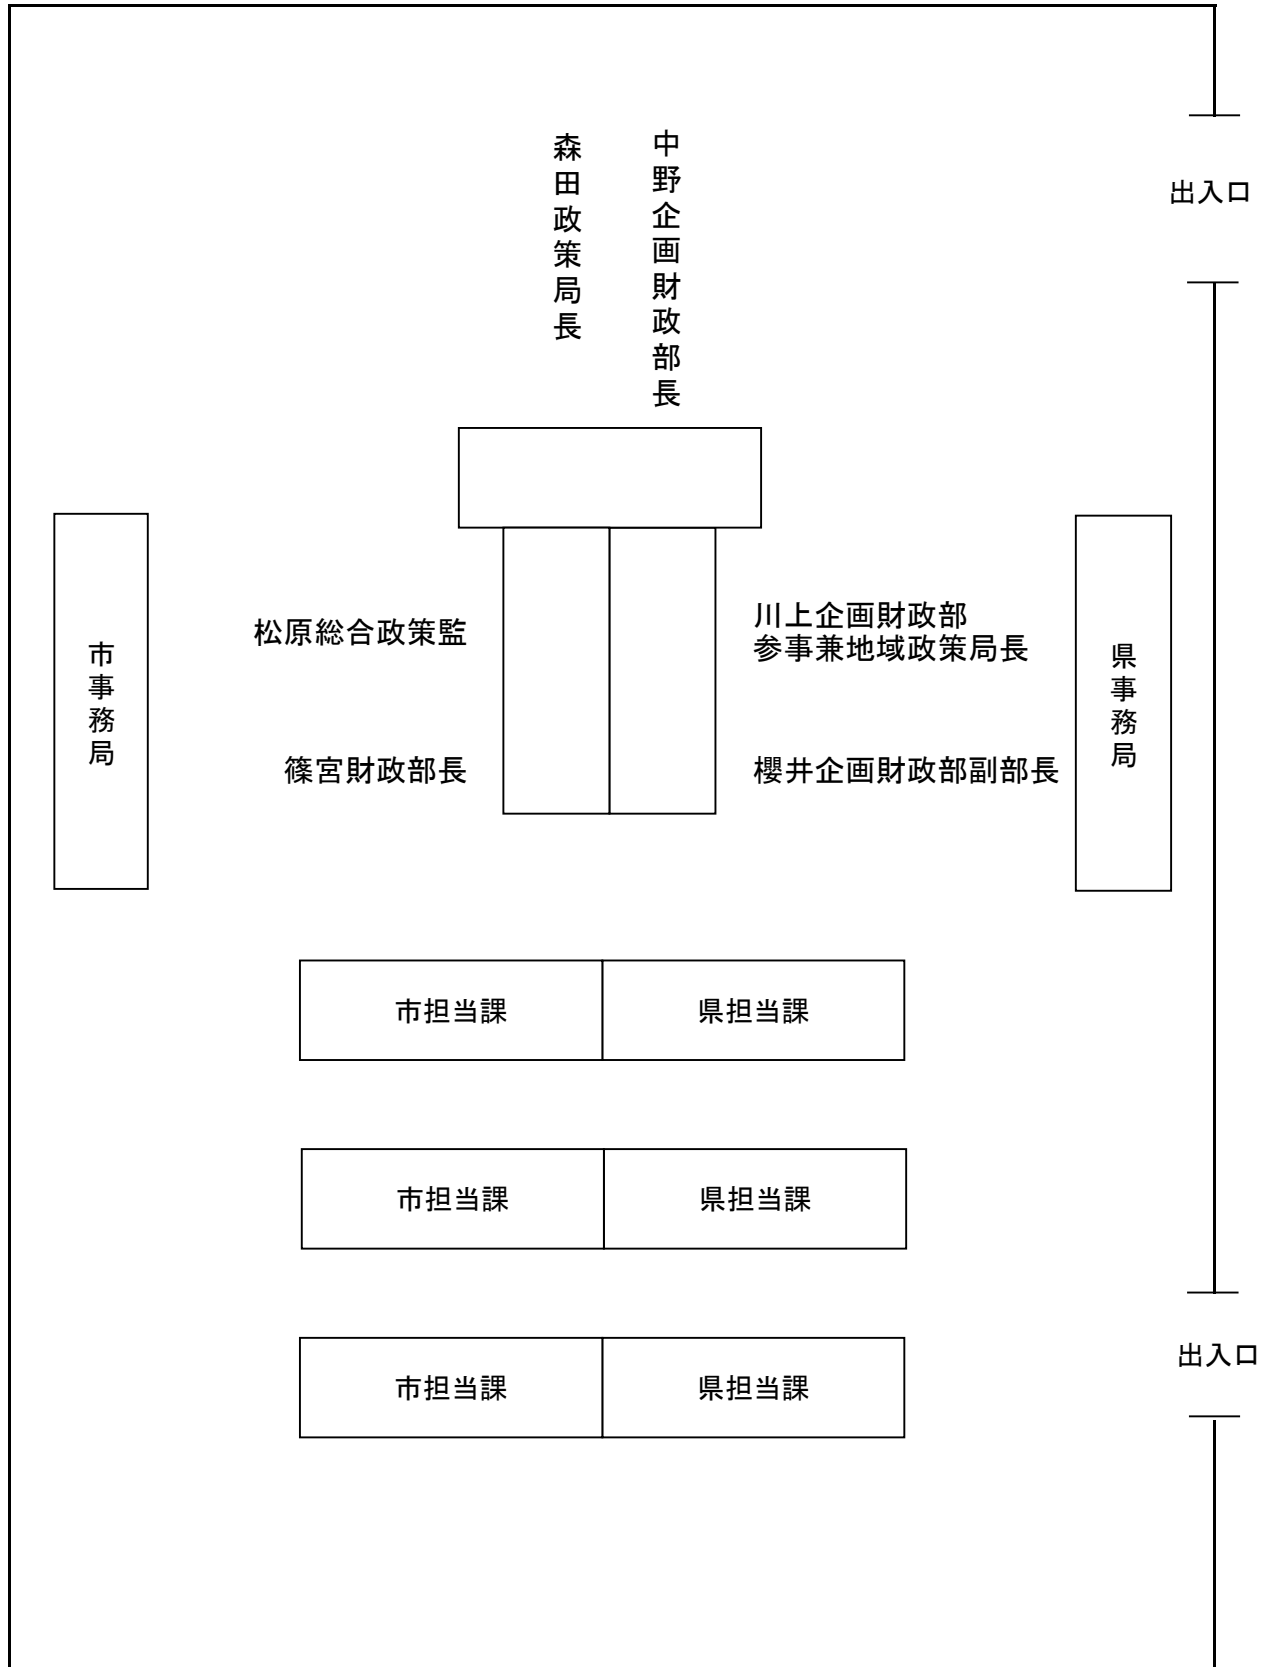 森田政策局長
中野企画財政部長
出入口
市事務局
松原総合政策監
川上企画財政部
参事兼地域政策局長
県事務局
篠宮財政部長
櫻井企画財政部副部長
市担当課
県担当課
市担当課
県担当課
出入口
市担当課
県担当課